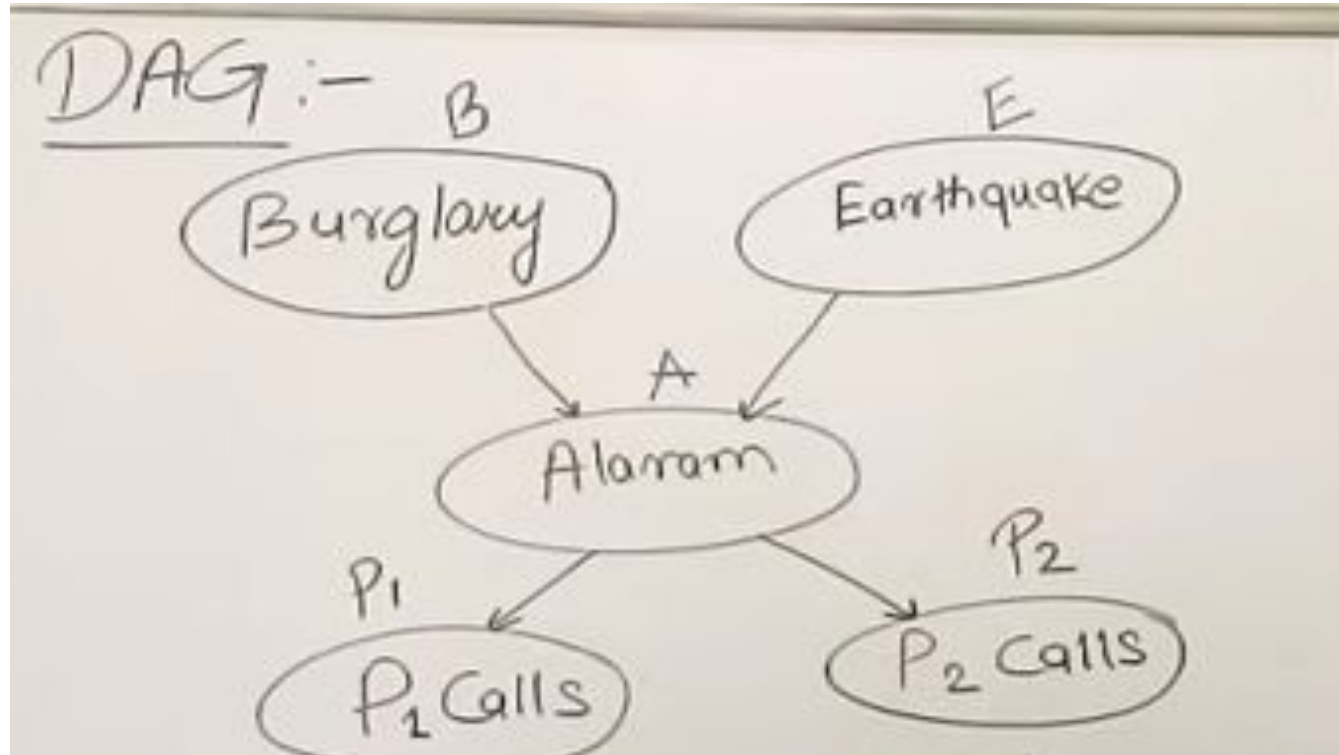 DAG :-
B
E
Burglary
Earthquake
A
Alaram
P1
P2
P1 Calls
P2 Calls